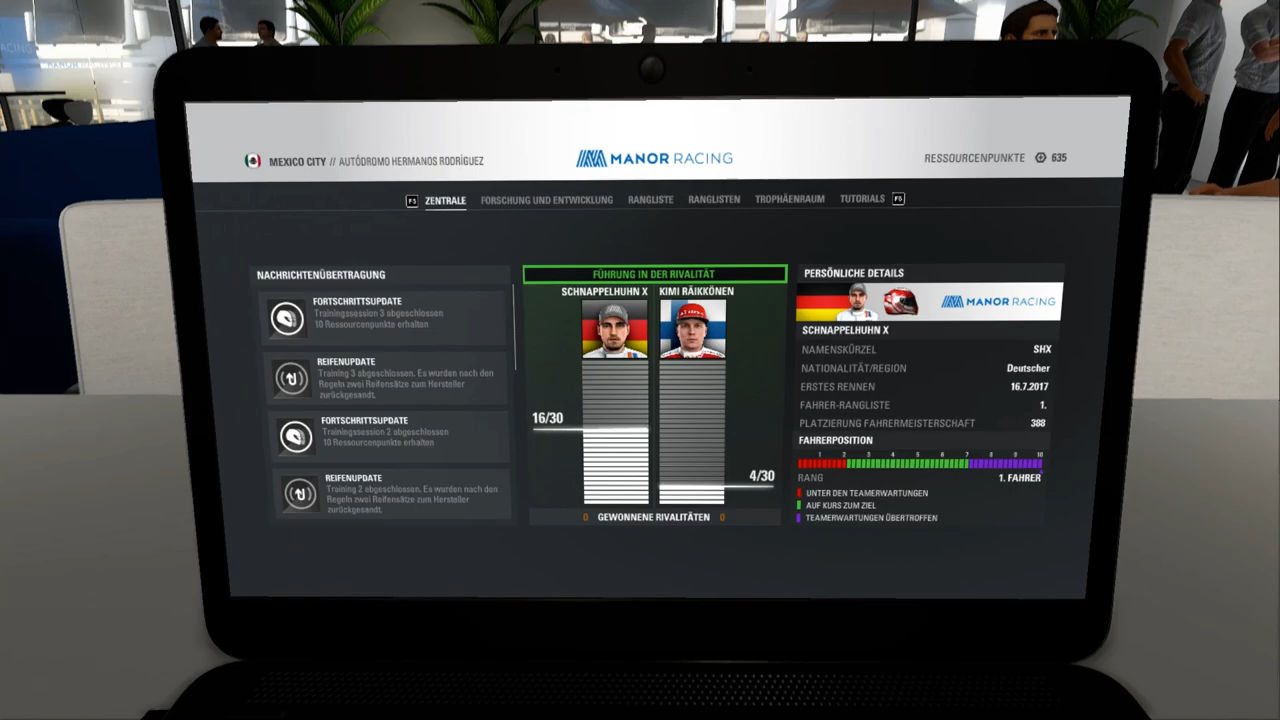 MEXICO CITY // AUTÓDROMO HERMANOS RODRÍGUEZ
MANOR RACING
RESSOURCENPUNKTE 635
F5 ZENTRALE FORSCHUNG UND ENTWICKLUNG RANGLISTE RANGLISTEN TROPHÄENRAUM TUTORIALS F6
NACHRICHTENÜBERTRAGUNG
FORTSCHRITTSUPDATE
Trainingssession 3 abgeschlossen
10 Ressourcenpunkte erhalten
REIFENUPDATE
Training 3 abgeschlossen. Es wurden nach den
Regeln zwei Reifensätze zum Hersteller
zurückgesandt.
FORTSCHRITTSUPDATE
Trainingssession 2 abgeschlossen
10 Ressourcenpunkte erhalten
REIFENUPDATE
Training 2 abgeschlossen. Es wurden nach den
Regeln zwei Reifensätze zum Hersteller
zurückgesandt.
FÜHRUNG IN DER RIVALITÄT
SCHNAPPELHUHN X KIMI RÄIKKÖNEN
16/30
4/30
0 GEWONNENE RIVALITÄTEN 0
PERSÖNLICHE DETAILS
MANOR RACING
SCHNAPPELHUHN X
NAMENSKÜRZEL SHX
NATIONALITÄT/REGION Deutscher
ERSTES RENNEN 16.7.2017
FAHRER-RANGLISTE 1.
PLATZIERUNG FAHRERMEISTERSCHAFT 388
FAHRERPOSITION
1 2 3 4 5 6 7 8 9 10
RANG 1. FAHRER
UNTER DEN TEAMERWARTUNGEN
AUF KURS ZUM ZIEL
TEAMERWARTUNGEN ÜBERTROFFEN